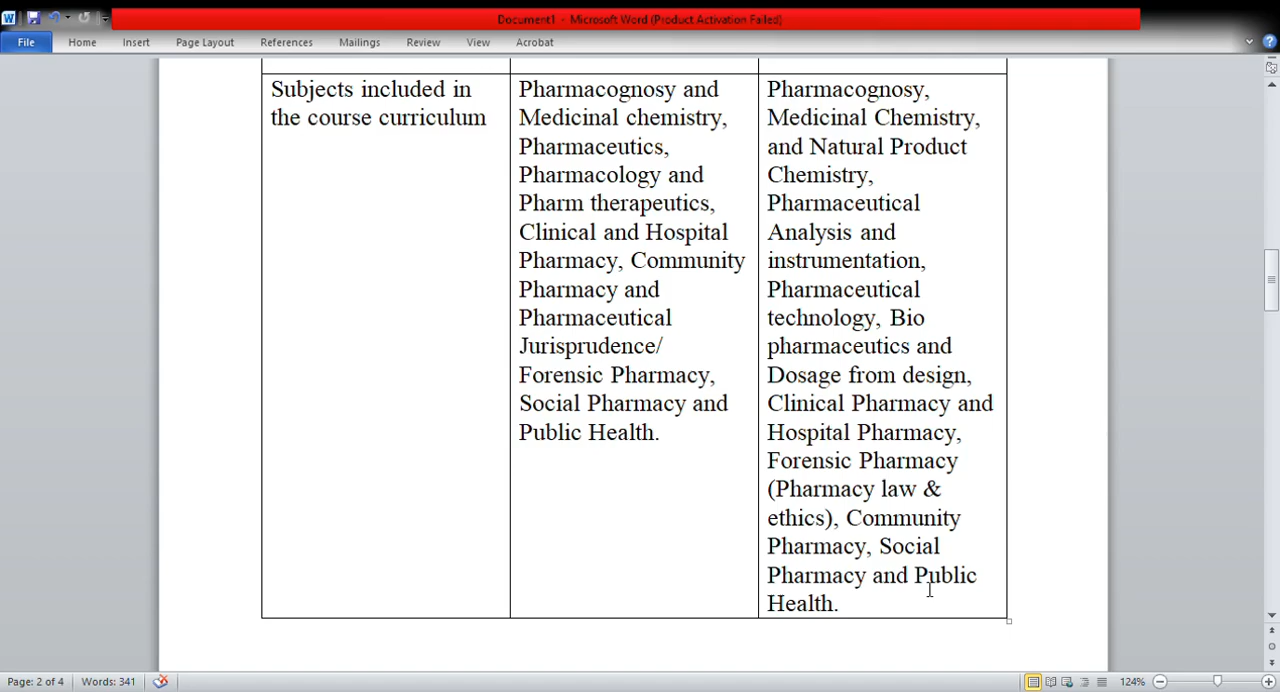 Document1 - Microsoft Word (Product Activation Failed)
File Home Insert Page Layout References Mailings Review View Acrobat
Subjects included in
the course curriculum
Pharmacognosy and
Medicinal chemistry,
Pharmaceutics,
Pharmacology and
Pharm therapeutics,
Clinical and Hospital
Pharmacy, Community
Pharmacy and
Pharmaceutical
Jurisprudence/
Forensic Pharmacy,
Social Pharmacy and
Public Health.
Pharmacognosy,
Medicinal Chemistry,
and Natural Product
Chemistry,
Pharmaceutical
Analysis and
instrumentation,
Pharmaceutical
technology, Bio
pharmaceutics and
Dosage from design,
Clinical Pharmacy and
Hospital Pharmacy,
Forensic Pharmacy
(Pharmacy law &
ethics), Community
Pharmacy, Social
Pharmacy and Public
Health.
Page: 2 of 4 Words: 341 124%